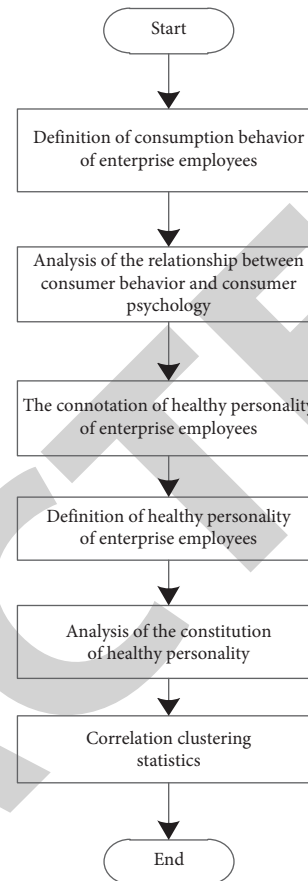 Start
Definition of consumption behavior
of enterprise employees
Analysis of the relationship between
consumer behavior and consumer
psychology
The connotation of healthy personality
of enterprise employees
Definition of healthy personality
of enterprise employees
Analysis of the constitution
of healthy personality
Correlation clustering
statistics
End